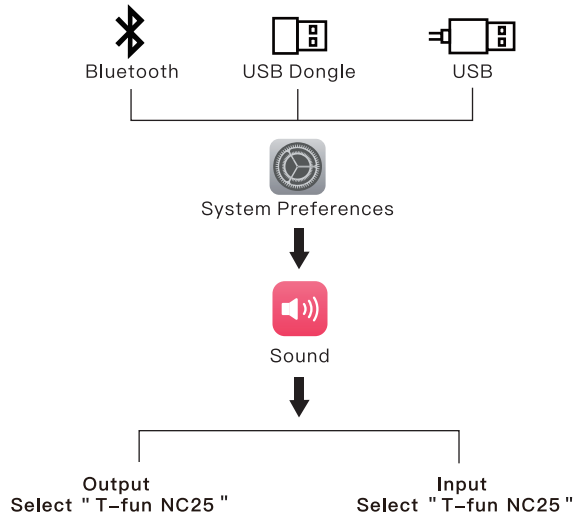 Bluetooth
USB Dongle
USB
System Preferences
Sound
Output
Select "T-fun NC25"
Input
Select "T-fun NC25"